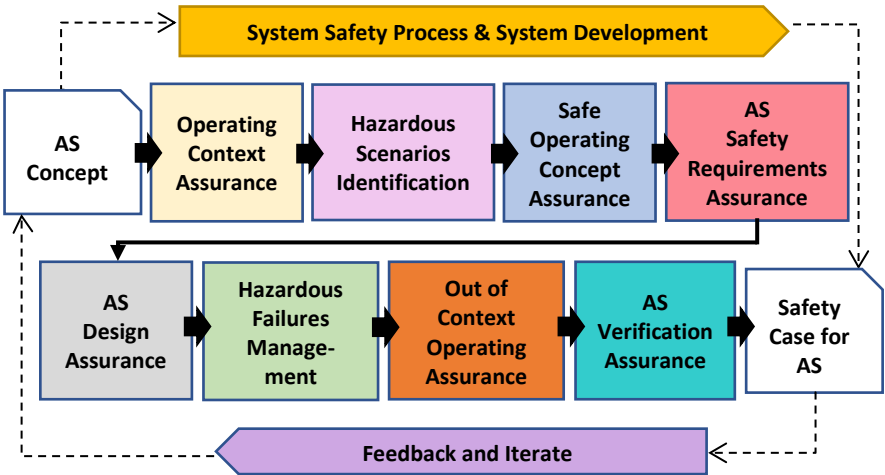 System Safety Process & System Development
AS
Concept
Operating
Context
Assurance
Hazardous
Scenarios
Identification
Safe
Operating
Concept
Assurance
AS
Safety
Requirements
Assurance
AS
Design
Assurance
Hazardous
Failures
Manage-
ment
Out of
Context
Operating
Assurance
AS
Verification
Assurance
Safety
Case for
AS
Feedback and Iterate